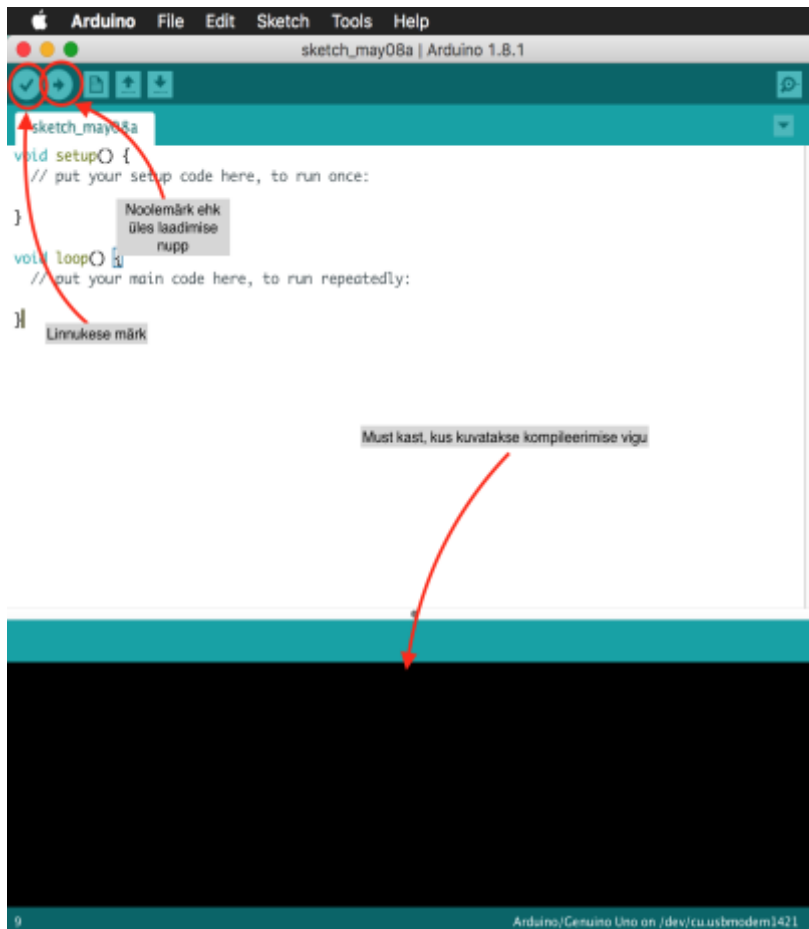 Arduino File Edit Sketch Tools Help
sketch_may08a | Arduino 1.8.1
sketch_may08a
void setup() {
// put your setup code here, to run once:
Noolemärk ehk
üles laadimise
nupp
}
void loop() {
// put your main code here, to run repeatedly:
}
Linnukese märk
Must kast, kus kuvatakse kompileerimise vigu
9
Arduino/Genuino Uno on /dev/cu.usbmodem1421